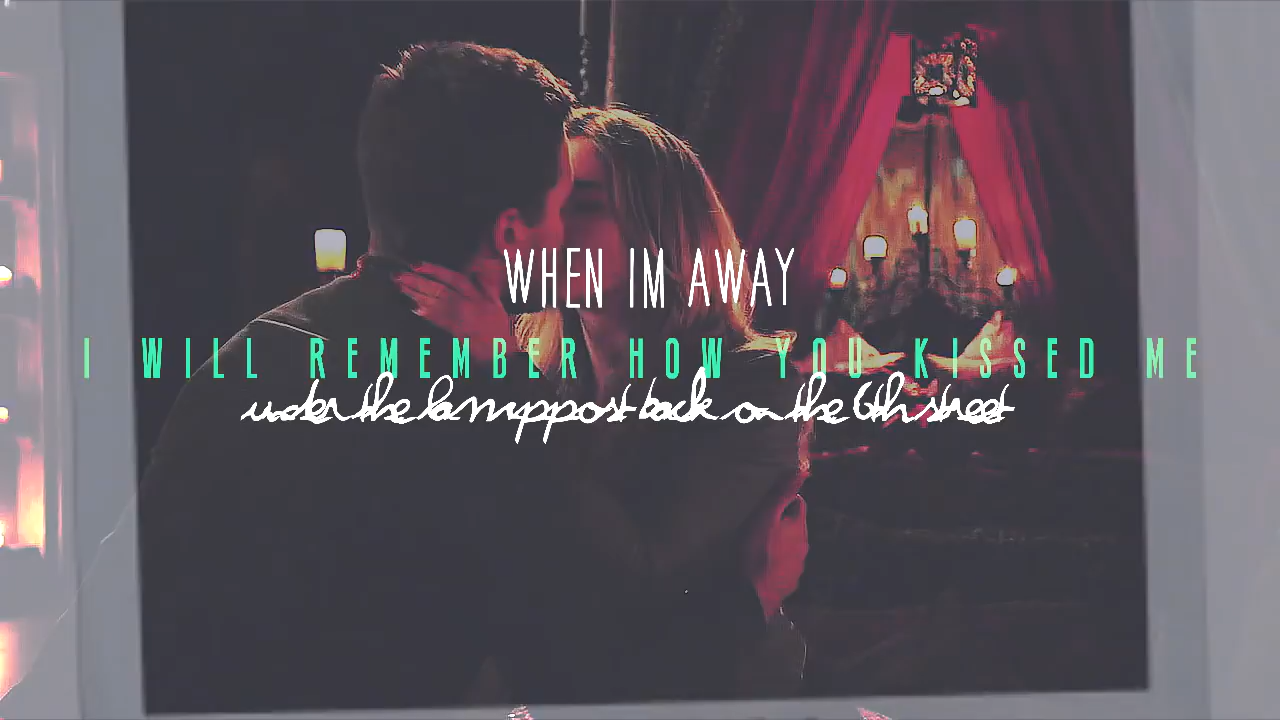 WHEN IM AWAY
I WILL REMEMBER HOW YOU KISSED ME
under the lamppost back on the 6th street